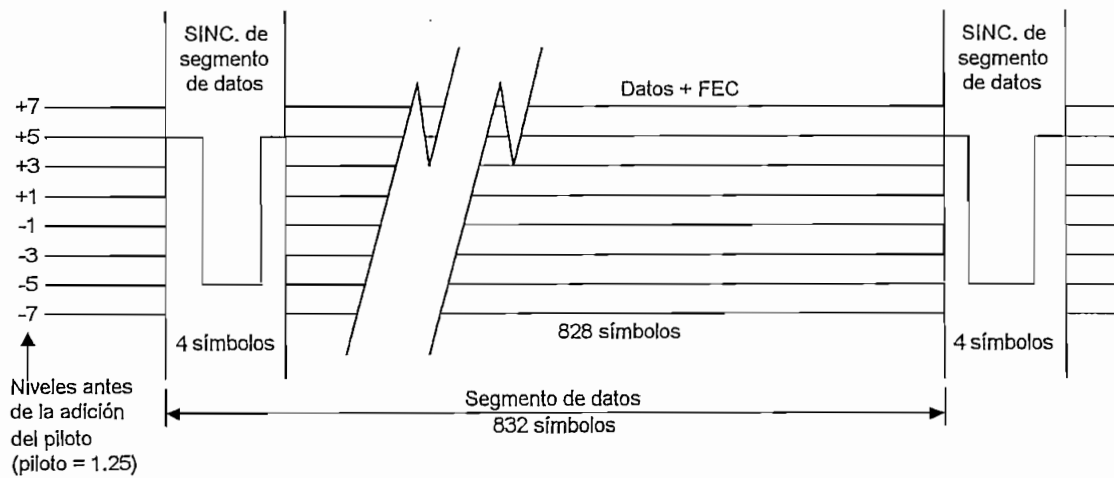 SINC. de
segmento
de datos
SINC. de
segmento
de datos
Datos + FEC
+7
+5
+3
+1
-1
-3
-5
-7
4 símbolos
828 símbolos
4 símbolos
Niveles antes
de la adición
del piloto
(piloto = 1.25)
Segmento de datos
832 símbolos